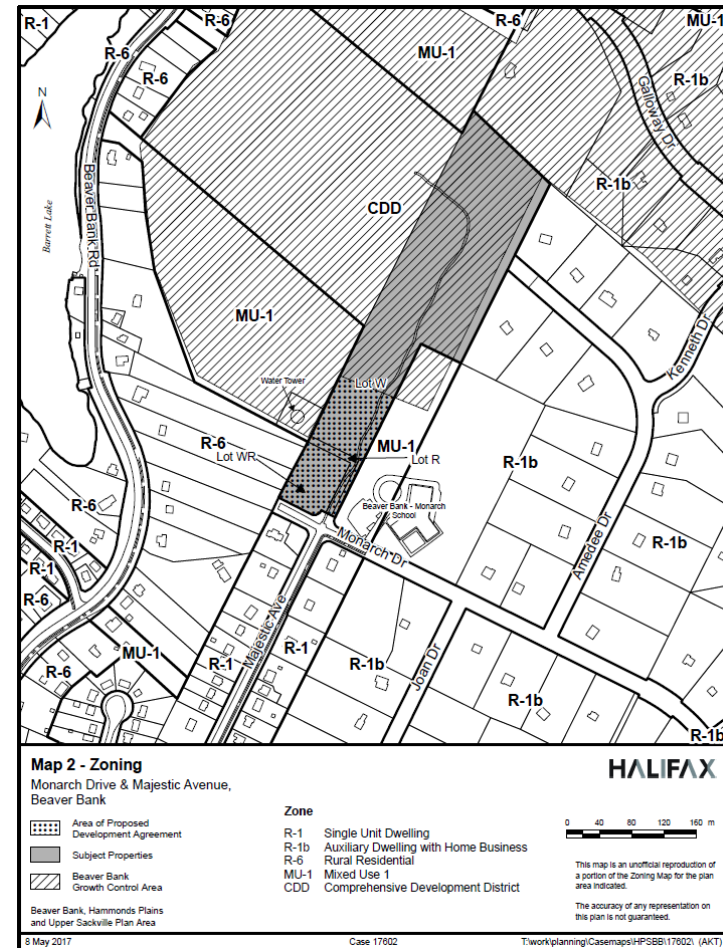 R-1
R-6
R-6
R-6
MU-1
R-6
MU-1
R-1b
Galloway Dr
R-1b
N
Beaver Bank Rd
Barrett Lake
CDD
MU-1
Kenneth Dr
Water Tower
Lot W
R-6
Lot WR
MU-1
Lot R
R-1b
Beaver Bank - Monarch
School
Monarch Dr
Amedee Dr
R-1b
R-6
R-1
R-1
R-6
Majestic Ave
MU-1
R-6
R-1
R-1
R-1b
Joan Dr
R-1b
R-1b
Map 2 - Zoning
Monarch Drive & Majestic Avenue,
Beaver Bank
Area of Proposed
Development Agreement
Subject Properties
Beaver Bank
Growth Control Area
Beaver Bank, Hammonds Plains
and Upper Sackville Plan Area
Zone
R-1 Single Unit Dwelling
R-1b Auxiliary Dwelling with Home Business
R-6 Rural Residential
MU-1 Mixed Use 1
CDD Comprehensive Development District
HALIFAX
0 40 80 120 160 m
This map is an unofficial reproduction of
a portion of the Zoning Map for the plan
area indicated.
The accuracy of any representation on
this plan is not guaranteed.
8 May 2017
Case 17602
T:\work\planning\Casemaps\HPSBB\17602\ (AKT)